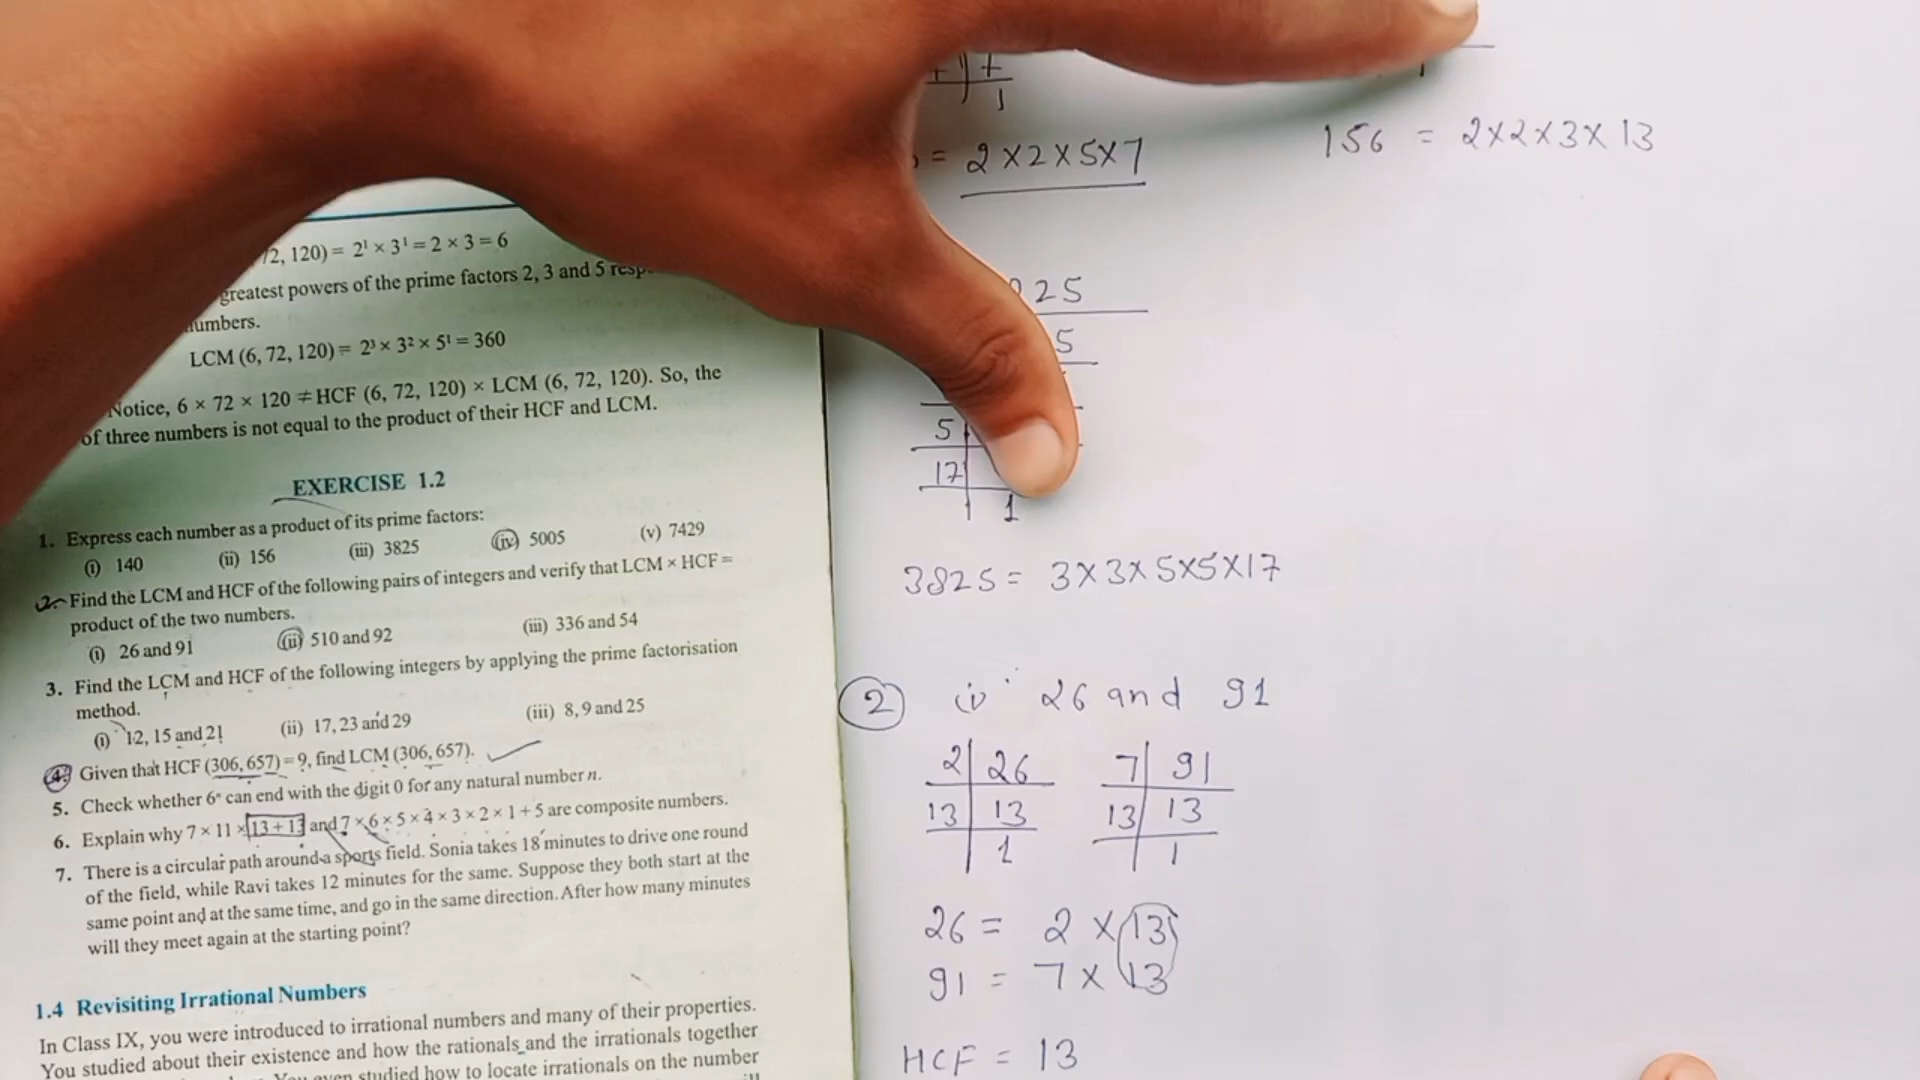 72, 120) = 2¹ × 3¹ = 2 × 3 = 6
greatest powers of the prime factors 2, 3 and 5
numbers.
LCM (6, 72, 120) = 2³ × 3² × 5¹ = 360
Notice, 6 × 72 × 120 ≠ HCF (6, 72, 120) × LCM (6, 72, 120). So, the
of three numbers is not equal to the product of their HCF and LCM.
EXERCISE 1.2
1. Express each number as a product of its prime factors:
(i) 140 (ii) 156 (iii) 3825 (iv) 5005 (v) 7429
2. Find the LCM and HCF of the following pairs of integers and verify that LCM × HCF =
product of the two numbers.
(i) 26 and 91 (ii) 510 and 92 (iii) 336 and 54
3. Find the LCM and HCF of the following integers by applying the prime factorisation
method.
(i) 12, 15 and 21 (ii) 17, 23 and 29 (iii) 8, 9 and 25
4. Given that HCF (306, 657) = 9, find LCM (306, 657).
5. Check whether 6ⁿ can end with the digit 0 for any natural number n.
6. Explain why 7 × 11 × 13 + 13 and 7 × 6 × 5 × 4 × 3 × 2 × 1 + 5 are composite numbers.
7. There is a circular path around a sports field. Sonia takes 18 minutes to drive one round
of the field, while Ravi takes 12 minutes for the same. Suppose they both start at the
same point and at the same time, and go in the same direction. After how many minutes
will they meet again at the starting point?
1.4 Revisiting Irrational Numbers
In Class IX, you were introduced to irrational numbers and many of their properties.
You studied about their existence and how the rationals and the irrationals together
studied how to locate irrationals on the number
7
1
= 2×2×5×7
156 = 2×2×3×13
25
5
5
17
1
3825 = 3×3×5×5×17
2 (i) 26 and 91
2 26 7 91
13 13 13 13
1 1
26 = 2 × 13
91 = 7 × 13
HCF = 13